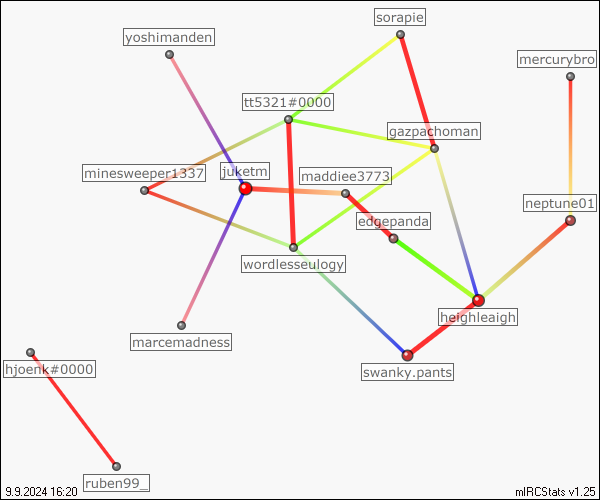 sorapie
yoshimanden
mercurybro
tt5321#0000
gazpachoman
minesweeper1337
juketm
maddiee3773
neptune01
edgepanda
wordlesseulogy
heighleaigh
marcemadness
hjoenk#0000
swanky.pants
ruben99_
9.9.2024 16:20
mIRCStats v1.25